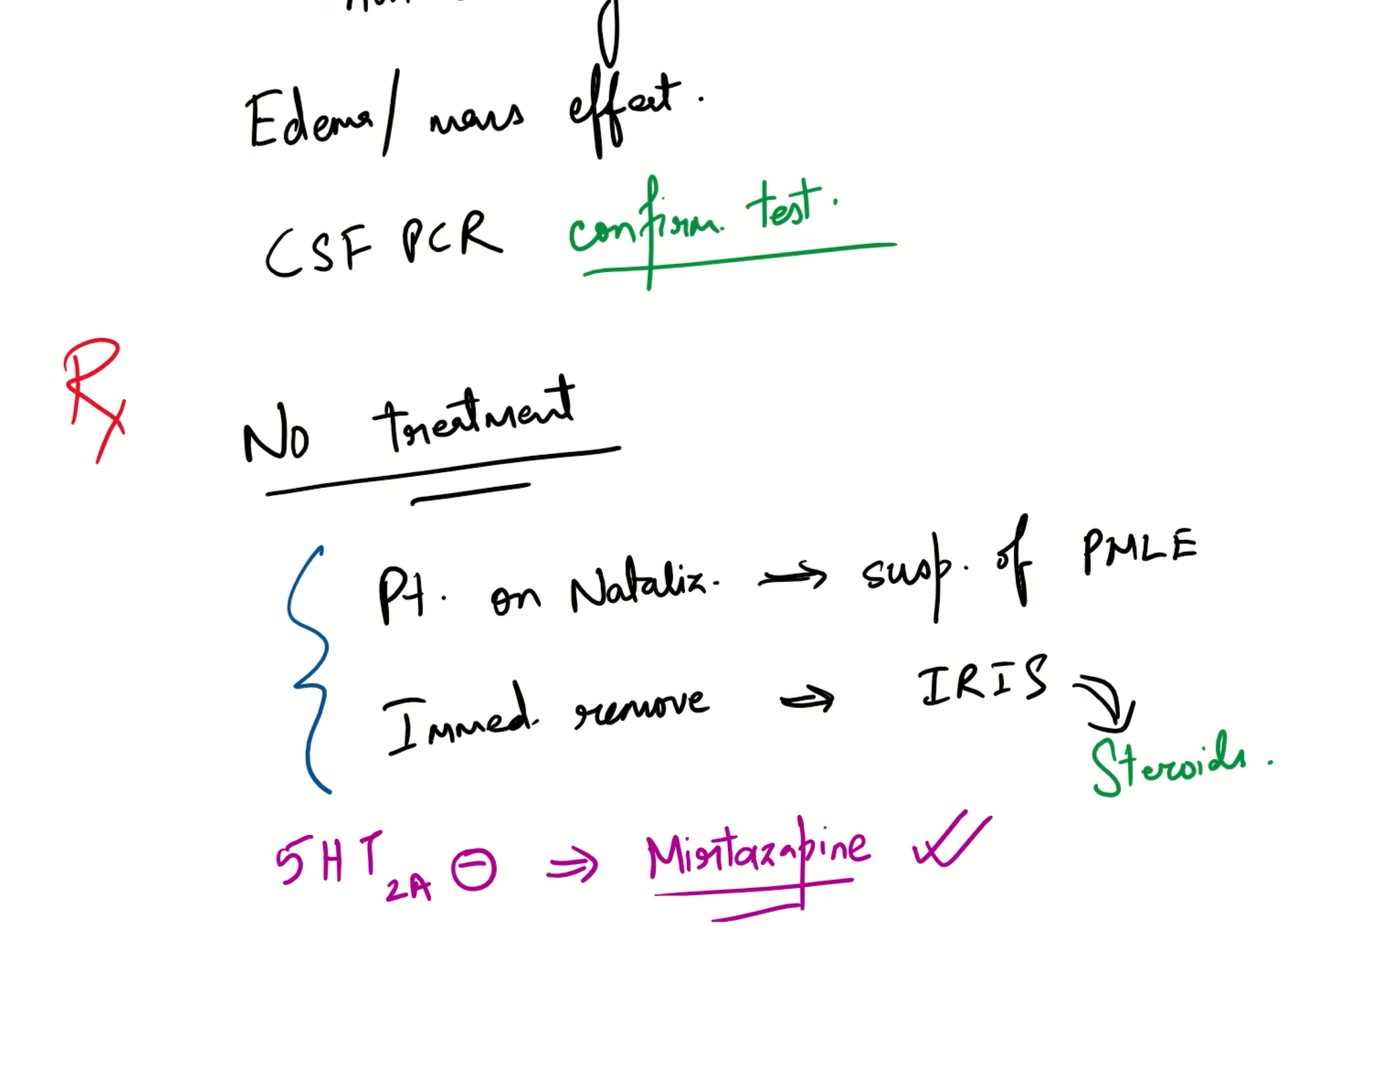 Edema/ mass effect.
CSF PCR confirm. test.
Rx
No treatment
Pt. on Nataliz. → susp. of PMLE
Immed. remove ⇒ IRIS
Steroids.
5HT2A ⊖ ⇒ Mirtazapine ✓✓